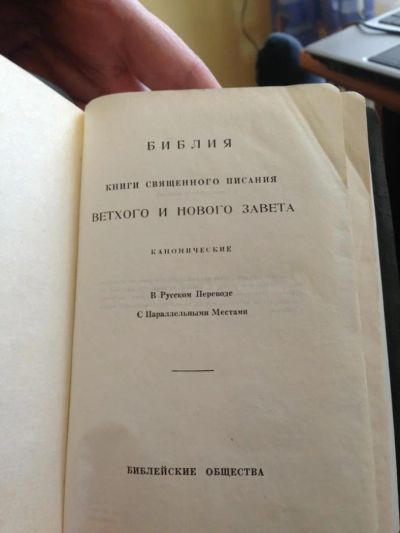 БИБЛИЯ
КНИГИ СВЯЩЕННОГО ПИСАНИЯ
ВЕТХОГО И НОВОГО ЗАВЕТА
КАНОНИЧЕСКИЕ
В Русском Переводе
С Параллельными Местами
БИБЛЕЙСКИЕ ОБЩЕСТВА